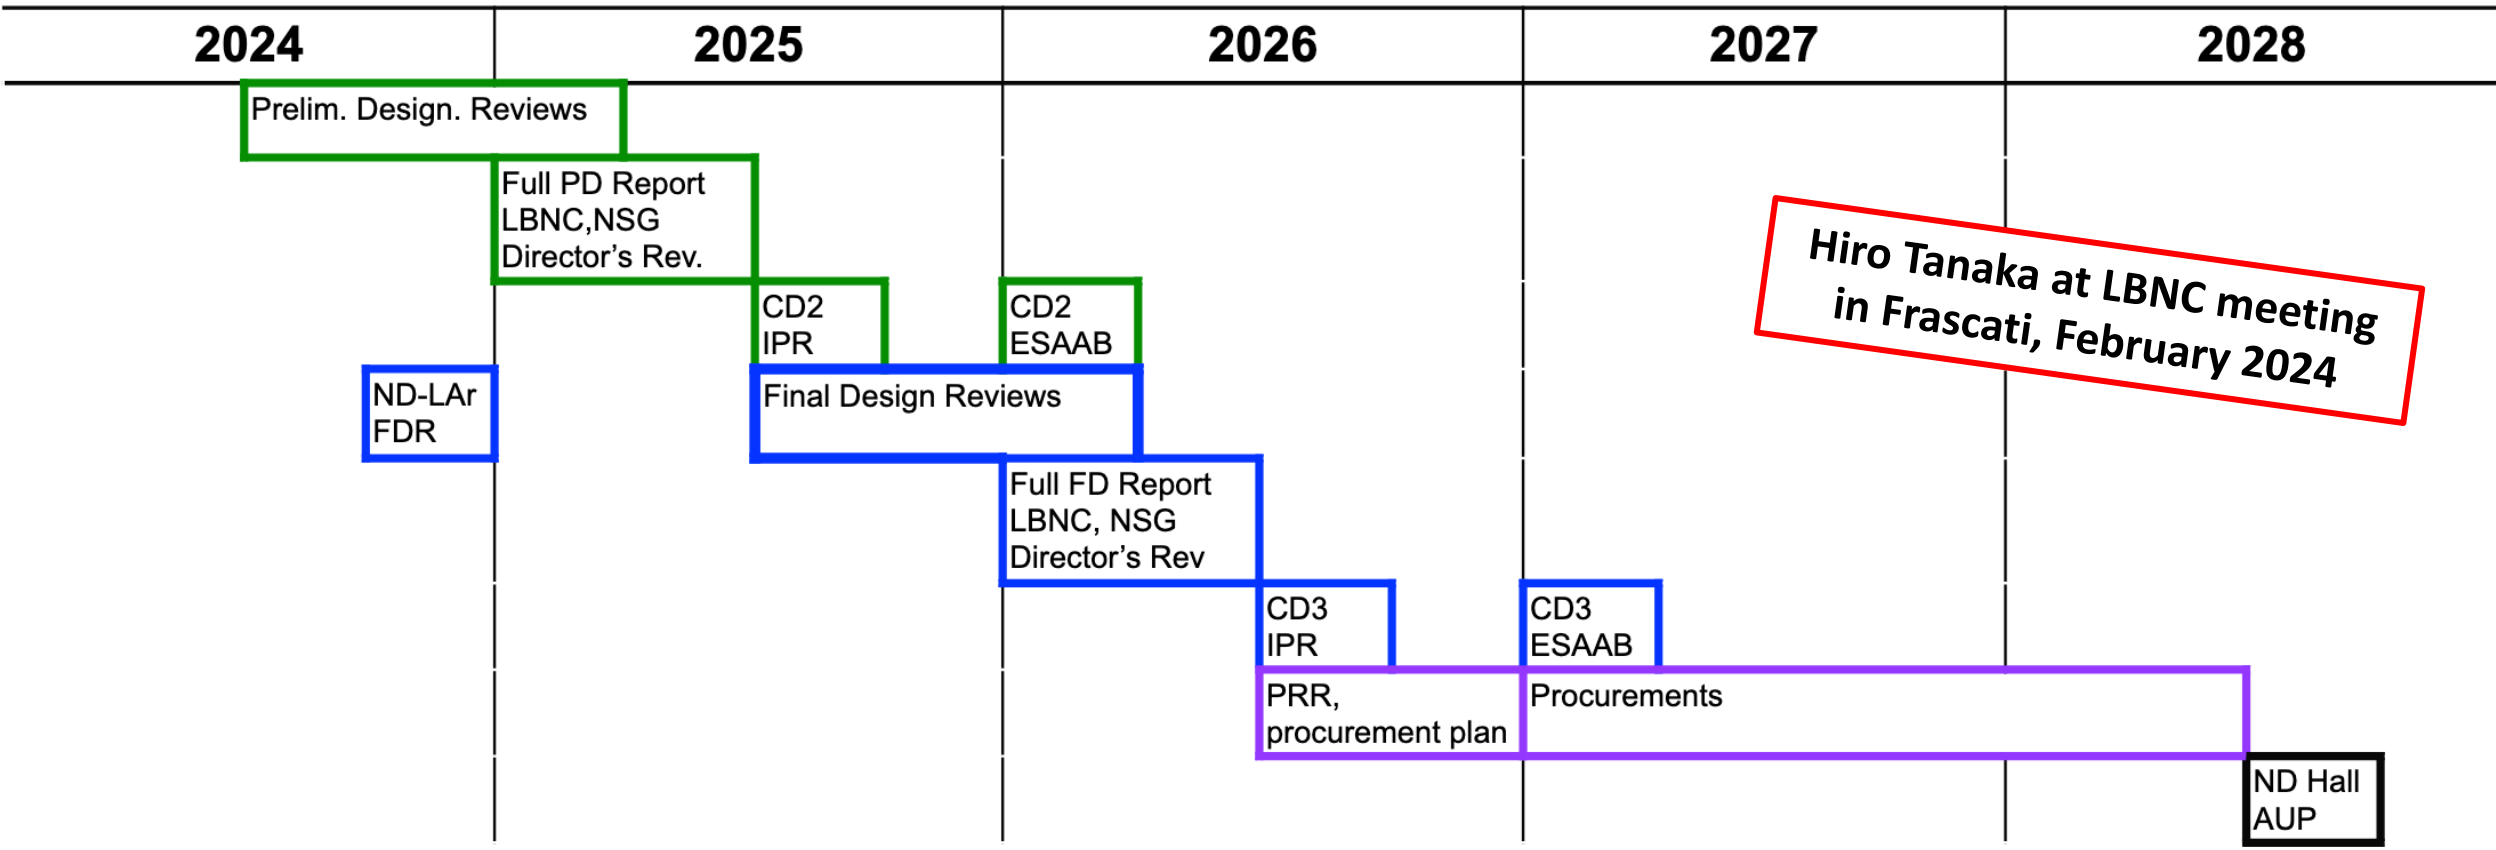 2024 2025 2026 2027 2028
Prelim. Design. Reviews
Full PD Report
LBNC,NSG
Director’s Rev.
CD2
IPR
CD2
ESAAB
Hiro Tanaka at LBNC meeting
in Frascati, February 2024
ND-LAr
FDR
Final Design Reviews
Full FD Report
LBNC, NSG
Director’s Rev
CD3
IPR
CD3
ESAAB
PRR,
procurement plan
Procurements
ND Hall
AUP